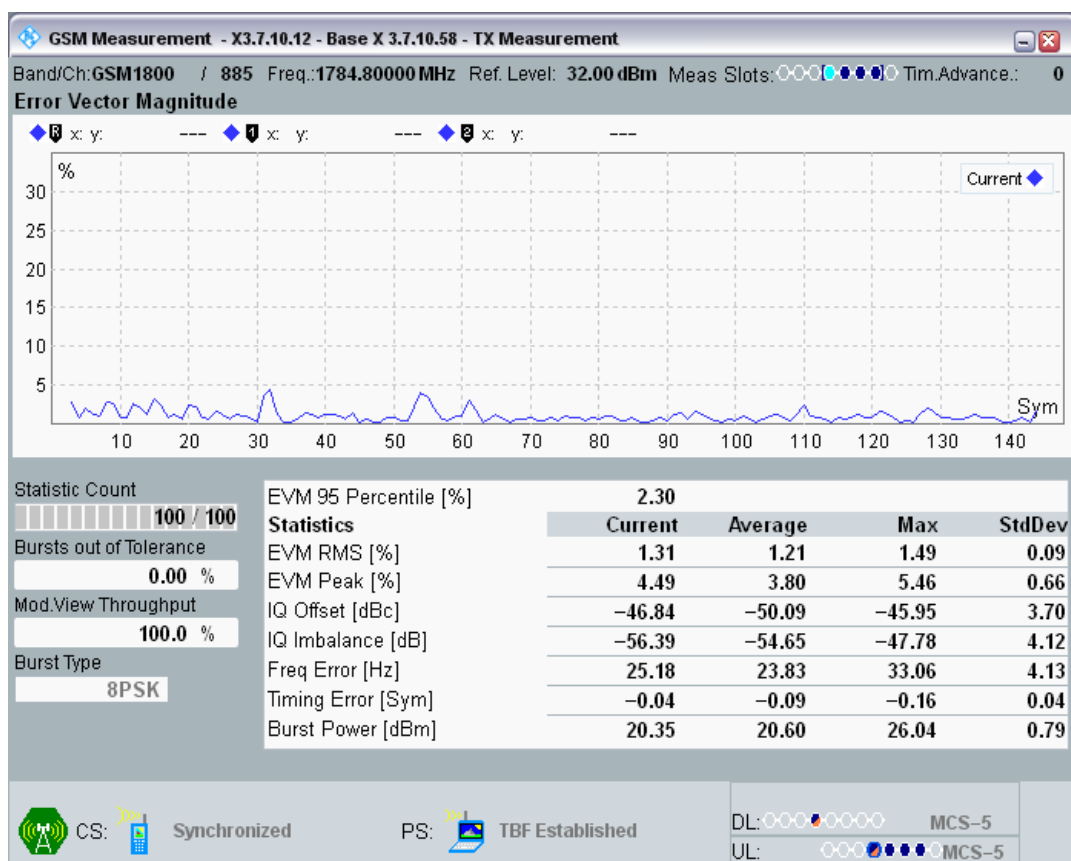 GSM Measurement - X3.7.10.12 - Base X 3.7.10.58 - TX Measurement
Band/Ch:GSM1800 / 885 Freq.:1784.80000 MHz Ref. Level: 32.00 dBm Meas Slots: Tim.Advance.: 0
Error Vector Magnitude
R x: y: --- 1 x: y: --- 2 x: y: ---
%
Current
30
25
20
15
10
5
Sym
10 20 30 40 50 60 70 80 90 100 110 120 130 140
Statistic Count
100 / 100
Bursts out of Tolerance
0.00 %
Mod.View Throughput
100.0 %
Burst Type
8PSK
EVM 95 Percentile [%] 2.30
Statistics Current Average Max StdDev
EVM RMS [%] 1.31 1.21 1.49 0.09
EVM Peak [%] 4.49 3.80 5.46 0.66
IQ Offset [dBc] −46.84 −50.09 −45.95 3.70
IQ Imbalance [dB] −56.39 −54.65 −47.78 4.12
Freq Error [Hz] 25.18 23.83 33.06 4.13
Timing Error [Sym] −0.04 −0.09 −0.16 0.04
Burst Power [dBm] 20.35 20.60 26.04 0.79
CS: Synchronized PS: TBF Established
DL: MCS−5
UL: MCS−5